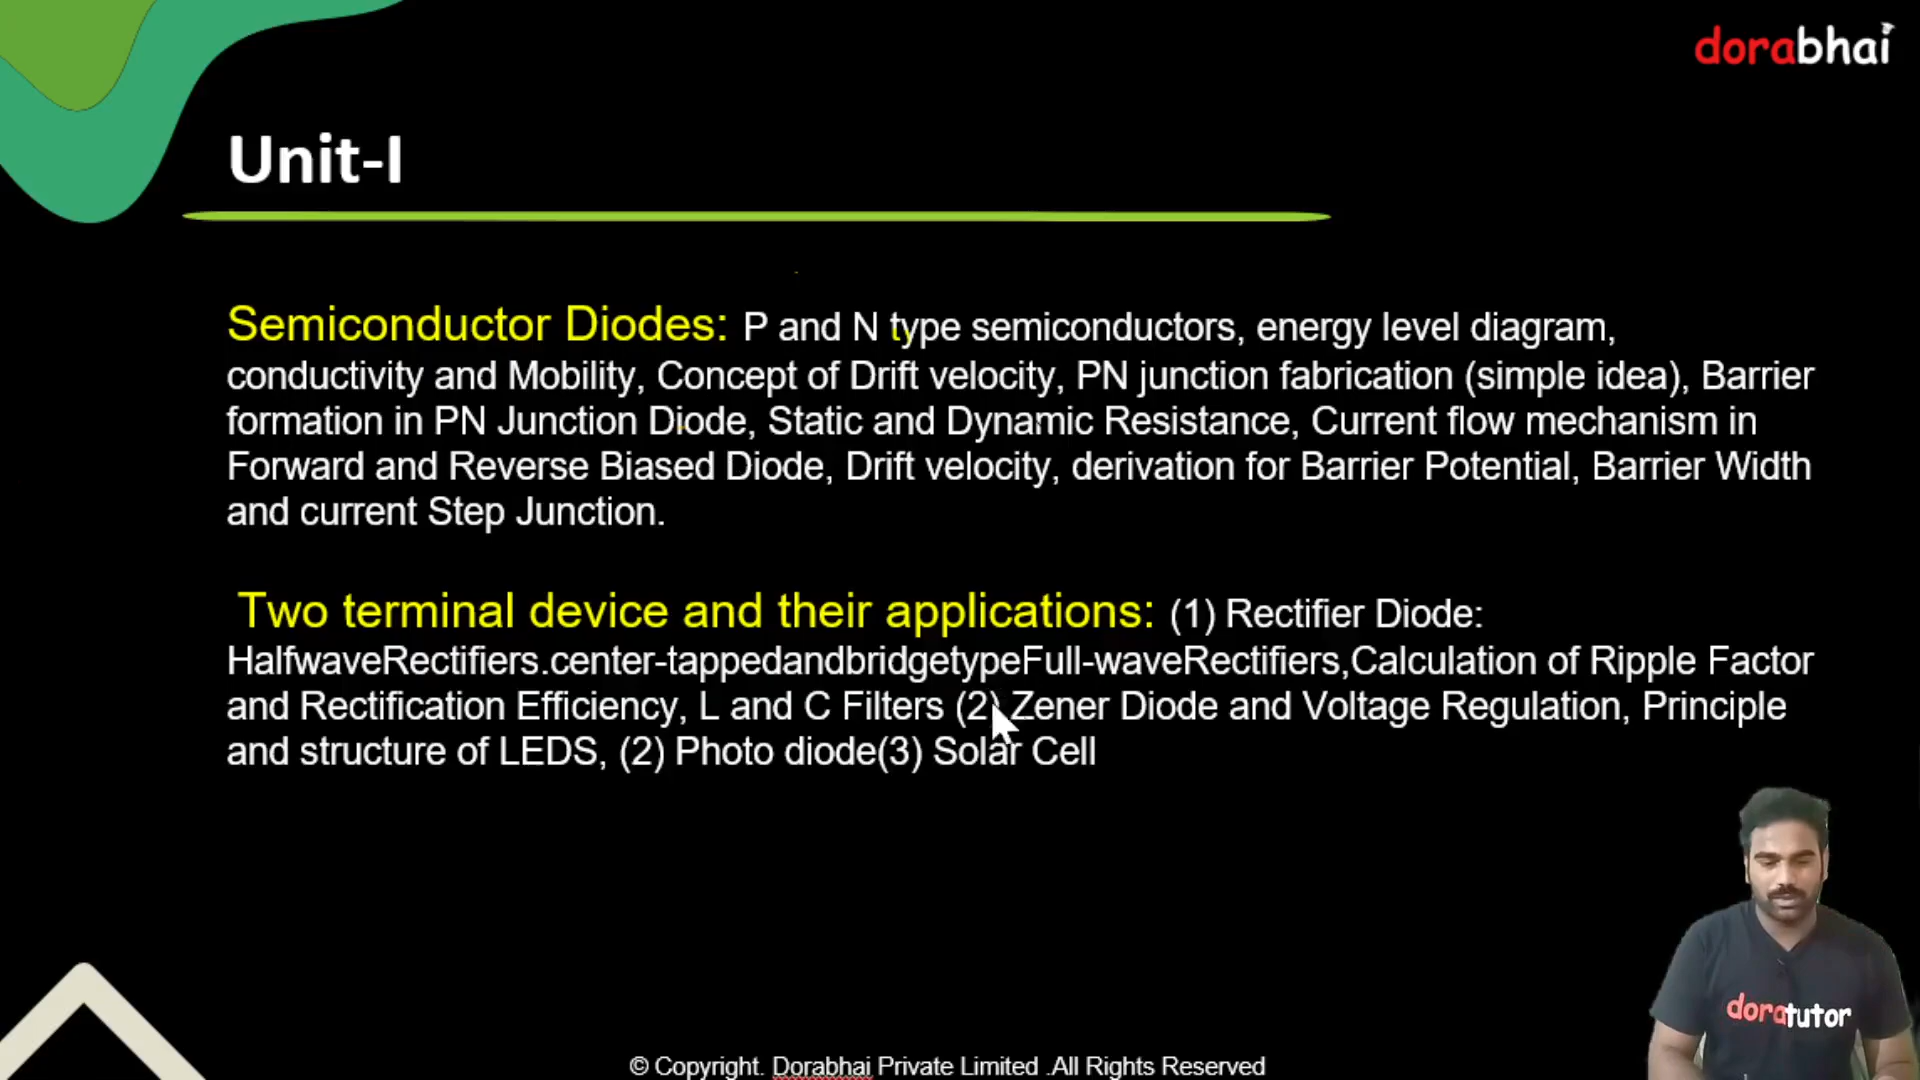 dorabhai
Unit-I
Semiconductor Diodes: P and N type semiconductors, energy level diagram,
conductivity and Mobility, Concept of Drift velocity, PN junction fabrication (simple idea), Barrier
formation in PN Junction Diode, Static and Dynamic Resistance, Current flow mechanism in
Forward and Reverse Biased Diode, Drift velocity, derivation for Barrier Potential, Barrier Width
and current Step Junction.
Two terminal device and their applications: (1) Rectifier Diode:
HalfwaveRectifiers.center-tappedandbridgetypeFull-waveRectifiers,Calculation of Ripple Factor
and Rectification Efficiency, L and C Filters (2) Zener Diode and Voltage Regulation, Principle
and structure of LEDS, (2) Photo diode(3) Solar Cell
doratutor
© Copyright. Dorabhai Private Limited .All Rights Reserved